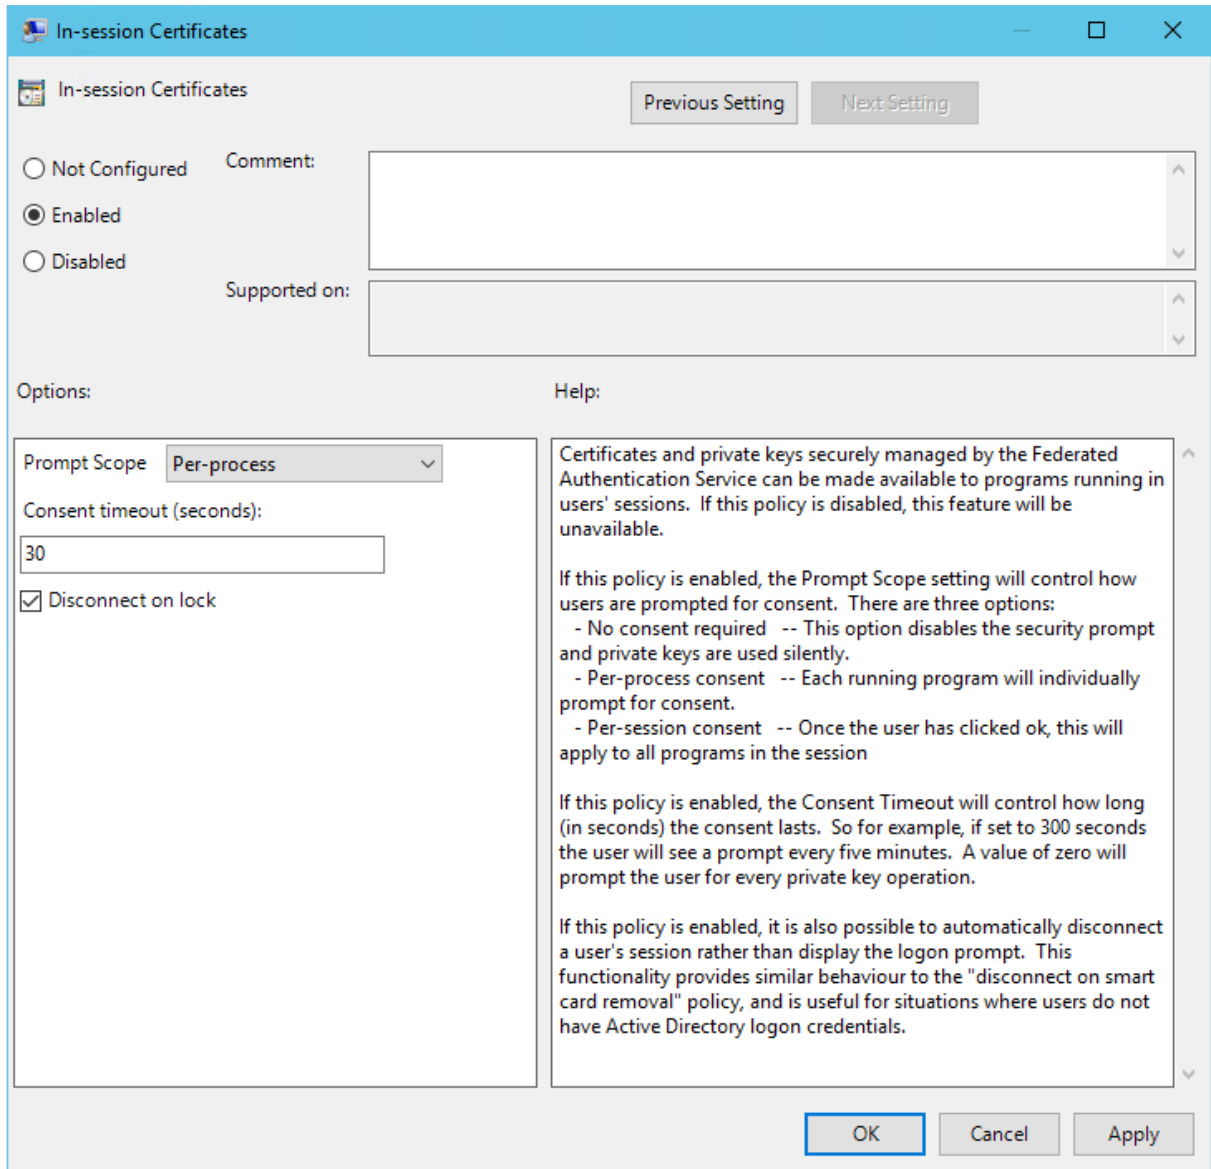 In-session Certificates
In-session Certificates
Previous Setting
Next Setting
Not Configured
Comment:
Enabled
Disabled
Supported on:
Options:
Help:
Prompt Scope
Per-process
Consent timeout (seconds):
30
Disconnect on lock
Certificates and private keys securely managed by the Federated
Authentication Service can be made available to programs running in
users' sessions.  If this policy is disabled, this feature will be
unavailable.
If this policy is enabled, the Prompt Scope setting will control how
users are prompted for consent.  There are three options:
- No consent required   -- This option disables the security prompt
and private keys are used silently.
- Per-process consent   -- Each running program will individually
prompt for consent.
- Per-session consent   -- Once the user has clicked ok, this will
apply to all programs in the session
If this policy is enabled, the Consent Timeout will control how long
(in seconds) the consent lasts.  So for example, if set to 300 seconds
the user will see a prompt every five minutes.  A value of zero will
prompt the user for every private key operation.
If this policy is enabled, it is also possible to automatically disconnect
a user's session rather than display the logon prompt.  This
functionality provides similar behaviour to the "disconnect on smart
card removal" policy, and is useful for situations where users do not
have Active Directory logon credentials.
OK
Cancel
Apply